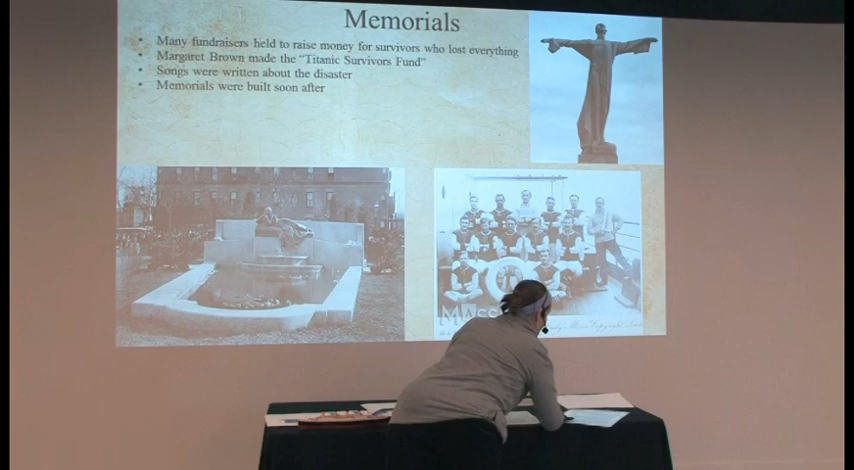 Memorials
• Many fundraisers held to raise money for survivors who lost everything
• Margaret Brown made the “Titanic Survivors Fund”
• Songs were written about the disaster
• Memorials were built soon after